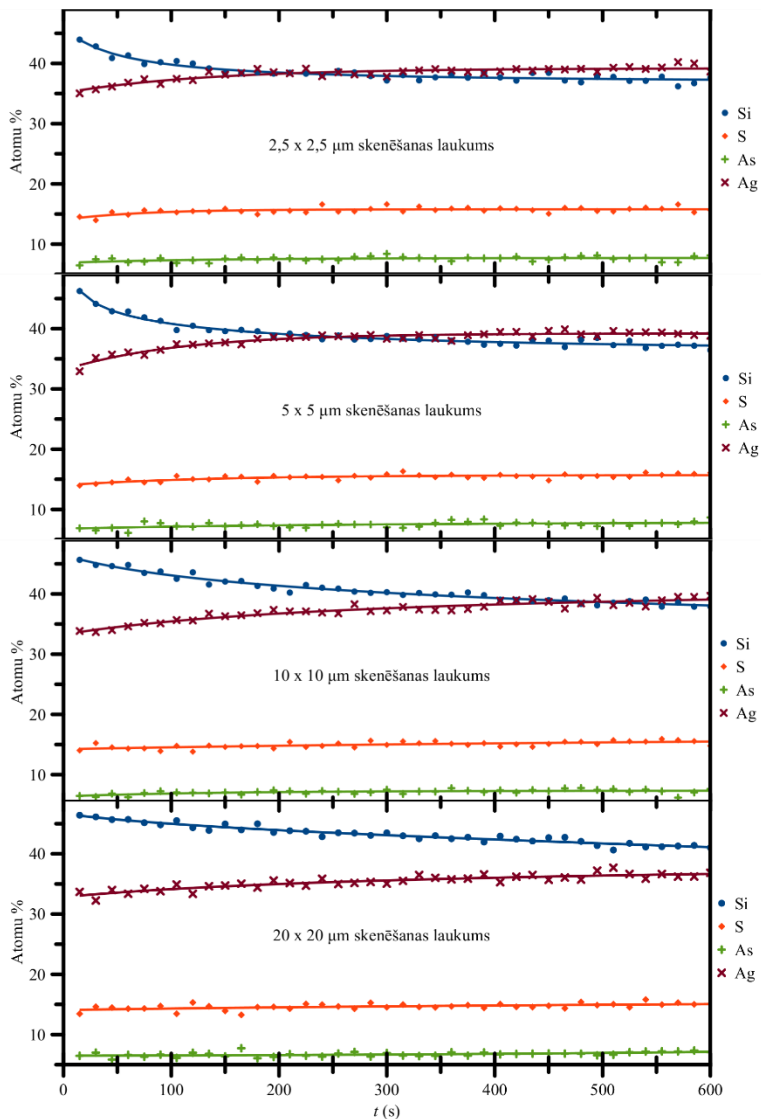 Atomu %
40
30
20
10
2,5 x 2,5 µm skenēšanas laukums
Si
S
As
Ag
Atomu %
40
30
20
10
5 x 5 µm skenēšanas laukums
Si
S
As
Ag
Atomu %
40
30
20
10
10 x 10 µm skenēšanas laukums
Si
S
As
Ag
Atomu %
40
30
20
10
20 x 20 µm skenēšanas laukums
Si
S
As
Ag
0 100 200 300 400 500 600
t (s)